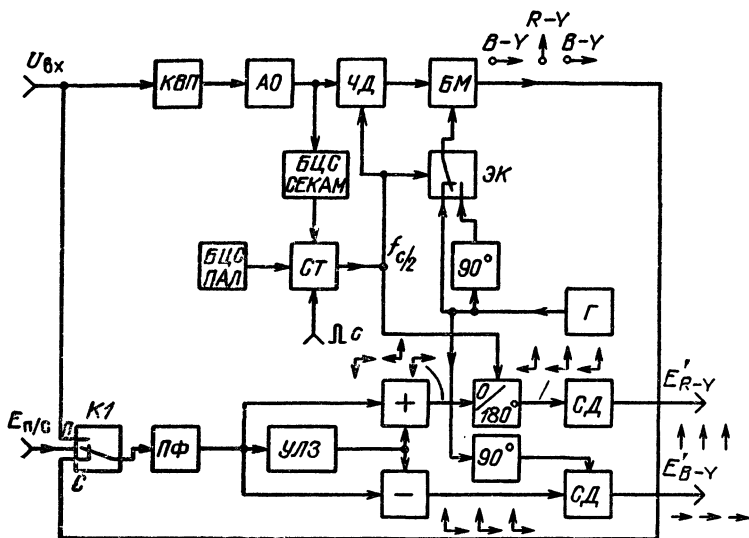 R-Y
B-Y B-Y
Uвх
КВП
АО
ЧД
БМ
БЦС
СЕКАМ
ЭК
БЦС
ПАЛ
СТ
fс/2
90°
Г
С
0/180°
СД
E'R-Y
Eп/с
К1
П
С
ПФ
УЛЗ
+
90°
−
СД
E'B-Y